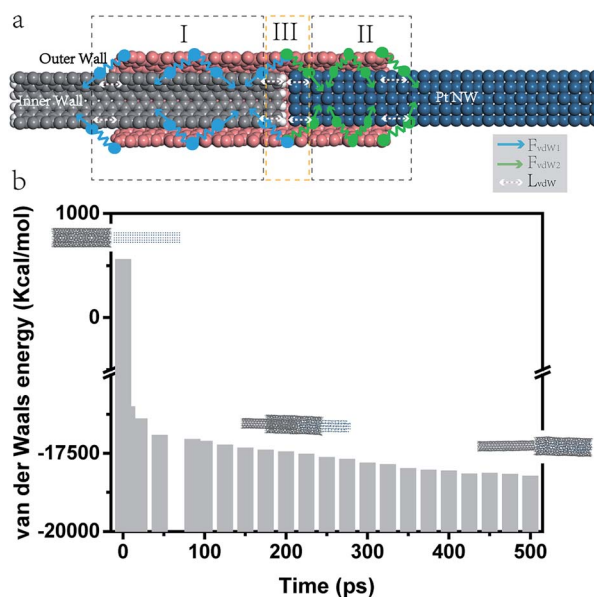 a
I
III
II
Outer Wall
Inner Wall
Pt NW
FvdW1
FvdW2
LvdW
b
van der Waals energy (Kcal/mol)
1000
0
-17500
-20000
0 100 200 300 400 500
Time (ps)